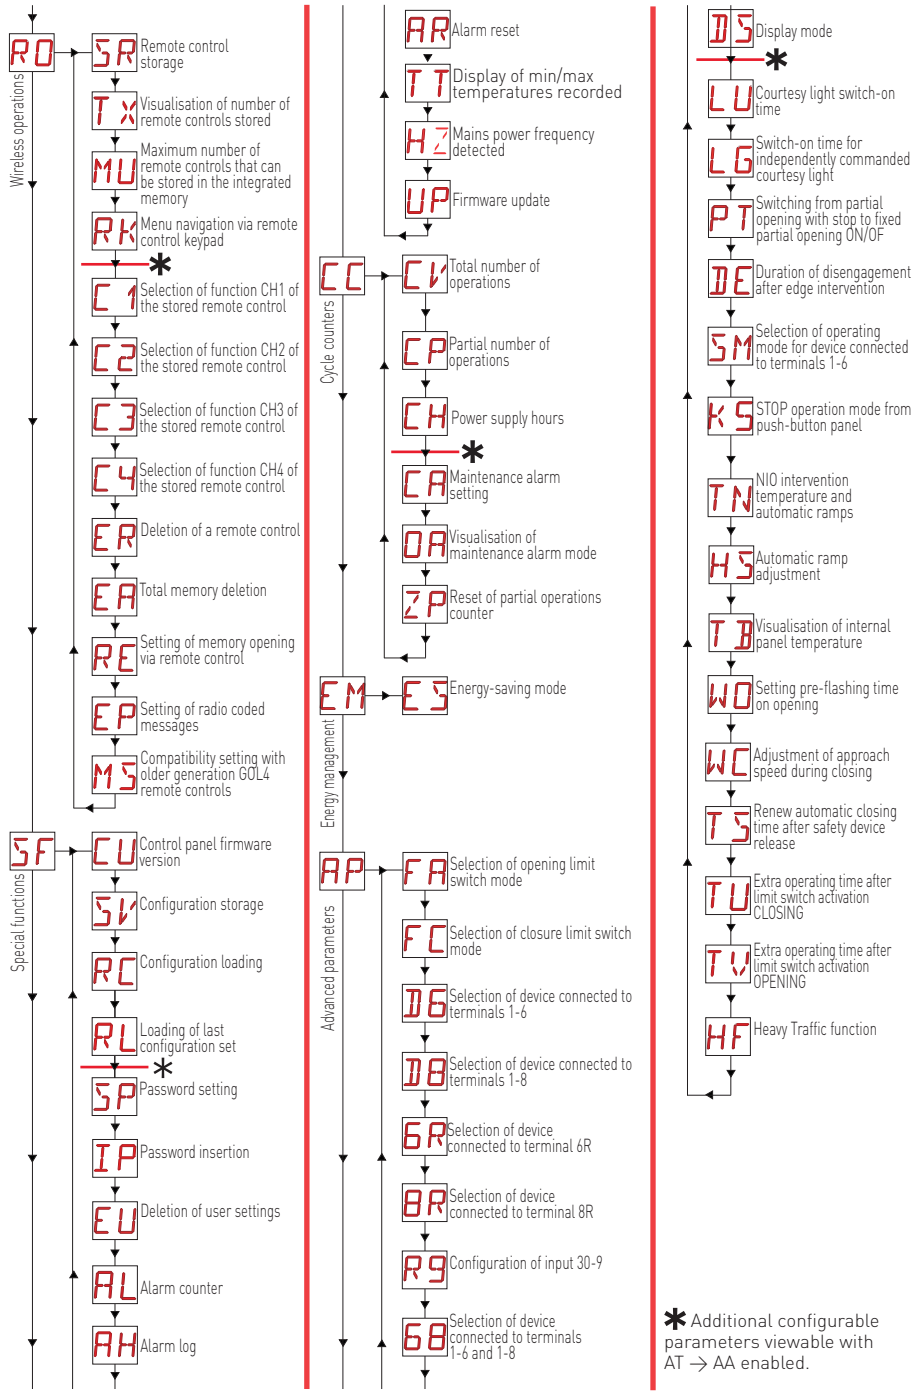 RO
Wireless operations
SR
Remote control
storage
TX
Visualisation of number of
remote controls stored
MU
Maximum number of
remote controls that can
be stored in the integrated
memory
RK
Menu navigation via remote
control keypad
*
C1
Selection of function CH1 of
the stored remote control
C2
Selection of function CH2 of
the stored remote control
C3
Selection of function CH3 of
the stored remote control
C4
Selection of function CH4 of
the stored remote control
ER
Deletion of a remote control
EA
Total memory deletion
RE
Setting of memory opening
via remote control
EP
Setting of radio coded
messages
MS
Compatibility setting with
older generation GOL4
remote controls
SF
Special functions
CU
Control panel firmware
version
SV
Configuration storage
RC
Configuration loading
RL
Loading of last
configuration set
*
SP
Password setting
IP
Password insertion
EU
Deletion of user settings
AL
Alarm counter
AH
Alarm log
AR
Alarm reset
TT
Display of min/max
temperatures recorded
HZ
Mains power frequency
detected
UP
Firmware update
CC
Cycle counters
CV
Total number of
operations
CP
Partial number of
operations
CH
Power supply hours
*
CA
Maintenance alarm
setting
OA
Visualisation of
maintenance alarm mode
ZP
Reset of partial operations
counter
EM
Energy management
ES
Energy-saving mode
AP
Advanced parameters
FA
Selection of opening limit
switch mode
FC
Selection of closure limit switch
mode
D6
Selection of device connected to
terminals 1-6
D8
Selection of device connected to
terminals 1-8
6R
Selection of device
connected to terminal 6R
8R
Selection of device
connected to terminal 8R
R9
Configuration of input 30-9
68
Selection of device
connected to terminals
1-6 and 1-8
DS
Display mode
*
LU
Courtesy light switch-on
time
LG
Switch-on time for
independently commanded
courtesy light
PT
Switching from partial
opening with stop to fixed
partial opening ON/OF
DE
Duration of disengagement
after edge intervention
SM
Selection of operating
mode for device connected
to terminals 1-6
KS
STOP operation mode from
push-button panel
TN
NIO intervention
temperature and
automatic ramps
HS
Automatic ramp
adjustment
TB
Visualisation of internal
panel temperature
WO
Setting pre-flashing time
on opening
WC
Adjustment of approach
speed during closing
TS
Renew automatic closing
time after safety device
release
TU
Extra operating time after
limit switch activation
CLOSING
TV
Extra operating time after
limit switch activation
OPENING
HF
Heavy Traffic function
* Additional configurable
parameters viewable with
AT → AA enabled.